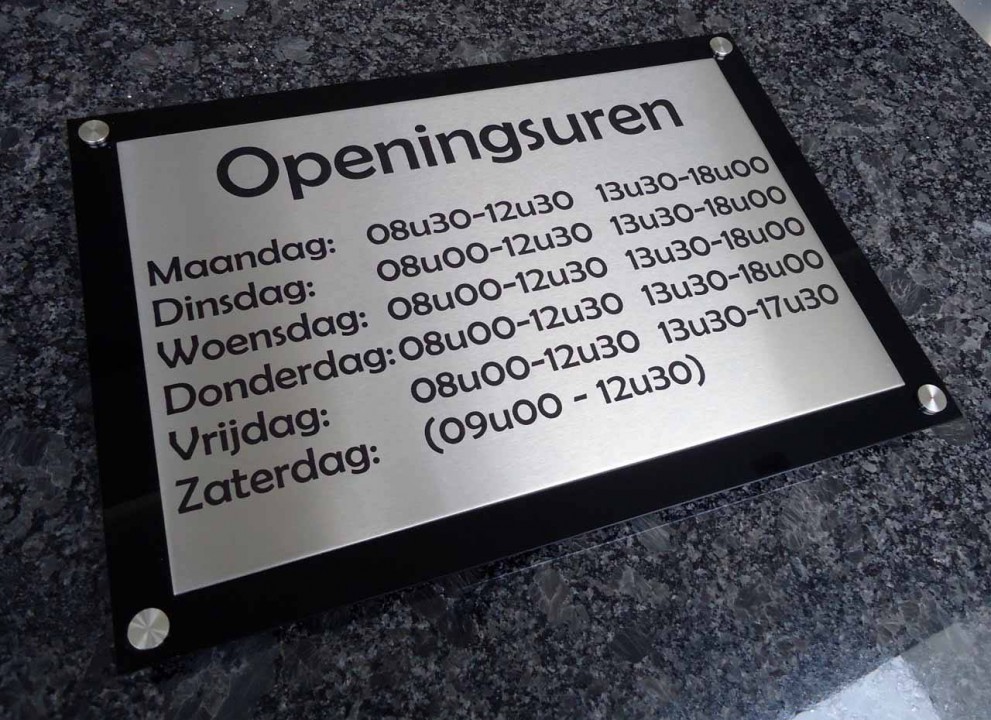 Openingsuren
Maandag: 08u30-12u30 13u30-18u00
Dinsdag: 08u00-12u30 13u30-18u00
Woensdag: 08u00-12u30 13u30-18u00
Donderdag: 08u00-12u30 13u30-18u00
Vrijdag: 08u00-12u30 13u30-17u30
Zaterdag: (09u00 - 12u30)